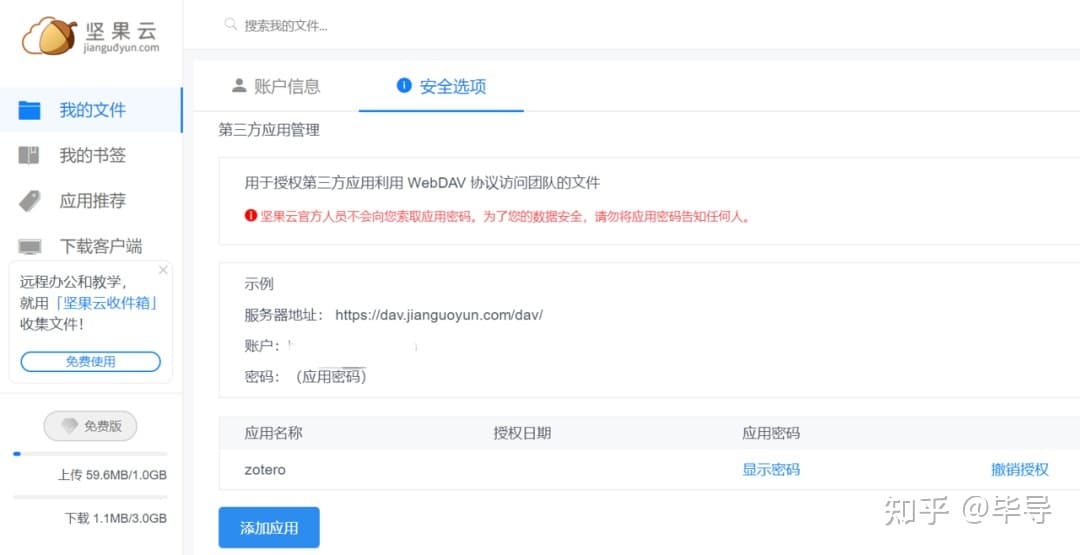 坚果云
jianguoyun.com
搜索我的文件...
我的文件
我的书签
应用推荐
下载客户端
远程办公和教学，
就用「坚果云收件箱」
收集文件！
免费使用
免费版
上传 59.6MB/1.0GB
下载 1.1MB/3.0GB
账户信息
安全选项
第三方应用管理
用于授权第三方应用利用 WebDAV 协议访问团队的文件
坚果云官方人员不会向您索取应用密码。为了您的数据安全，请勿将应用密码告知任何人。
示例
服务器地址： https://dav.jianguoyun.com/dav/
账户：
密码：（应用密码）
应用名称 授权日期 应用密码
zotero 显示密码 撤销授权
添加应用
知乎 @毕导